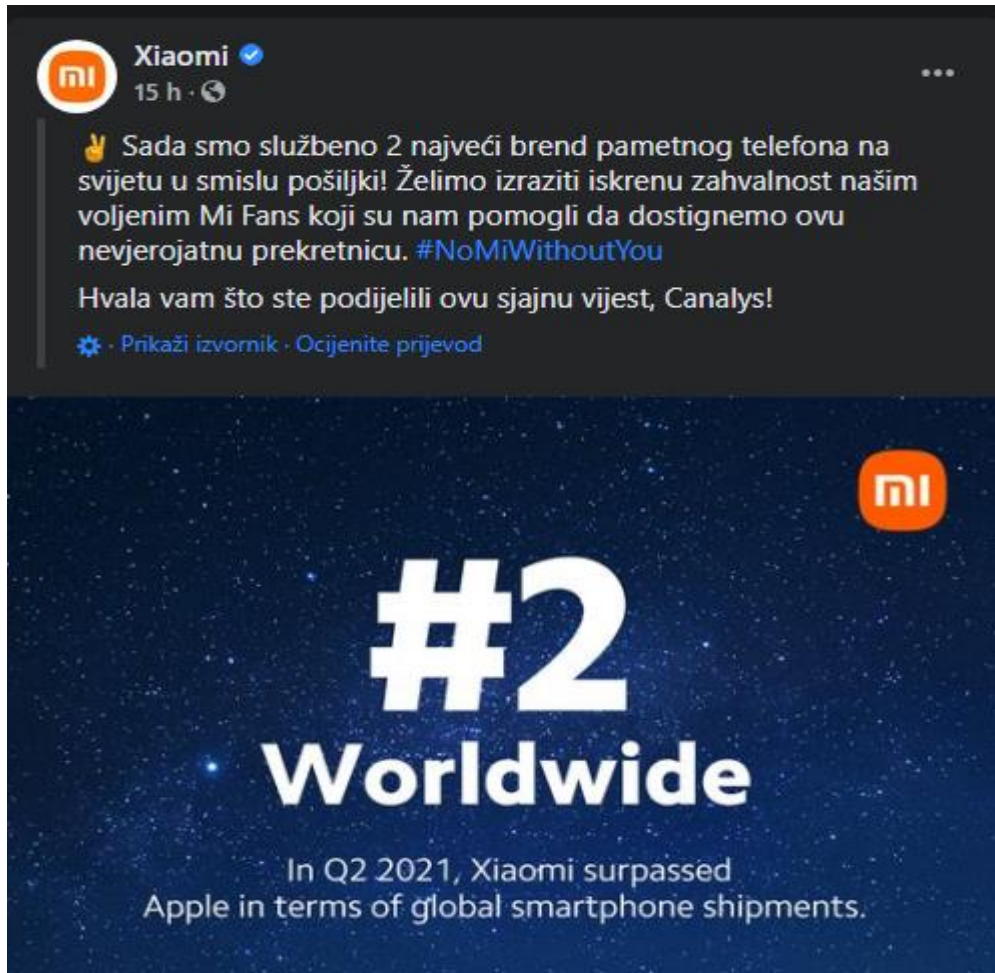 Xiaomi
15 h ·
✌ Sada smo službeno 2 najveći brend pametnog telefona na
svijetu u smislu pošiljki! Želimo izraziti iskrenu zahvalnost našim
voljenim Mi Fans koji su nam pomogli da dostignemo ovu
nevjerojatnu prekretnicu. #NoMiWithoutYou
Hvala vam što ste podijelili ovu sjajnu vijest, Canalys!
· Prikaži izvornik · Ocijenite prijevod
#2
Worldwide
In Q2 2021, Xiaomi surpassed
Apple in terms of global smartphone shipments.